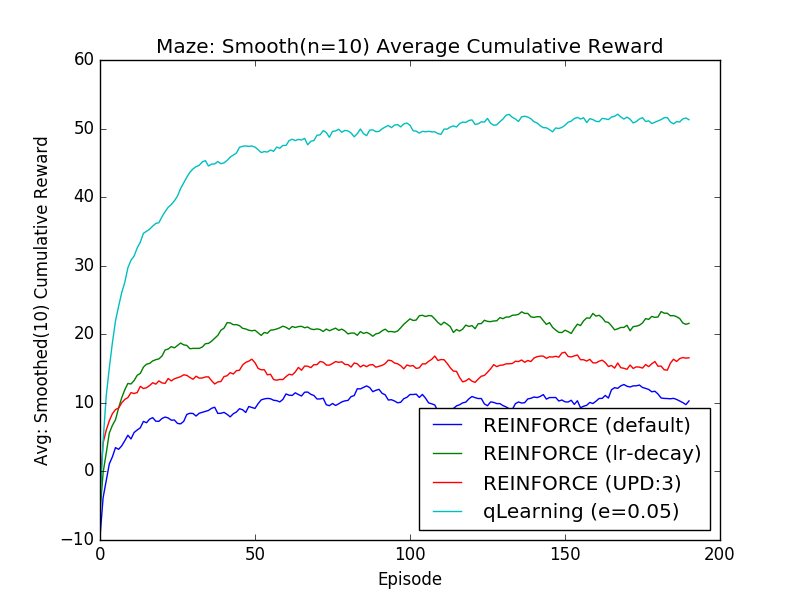 Maze: Smooth(n=10) Average Cumulative Reward
60
50
40
30
20
10
0
−10
Avg: Smoothed(10) Cumulative Reward
REINFORCE (default)
REINFORCE (lr-decay)
REINFORCE (UPD:3)
qLearning (e=0.05)
0
50
100
150
200
Episode